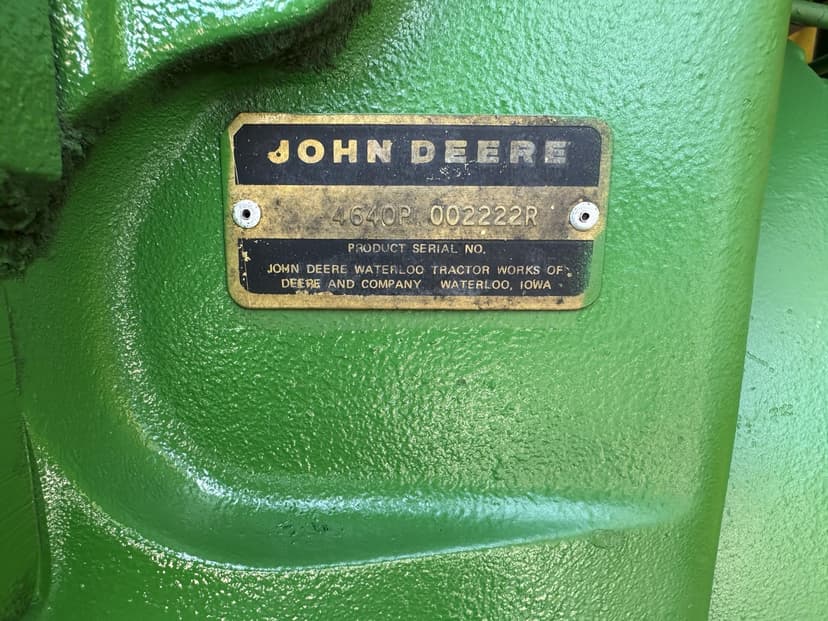 JOHN DEERE
4640P 002222R
PRODUCT SERIAL NO.
JOHN DEERE WATERLOO TRACTOR WORKS OF
DEERE AND COMPANY WATERLOO, IOWA